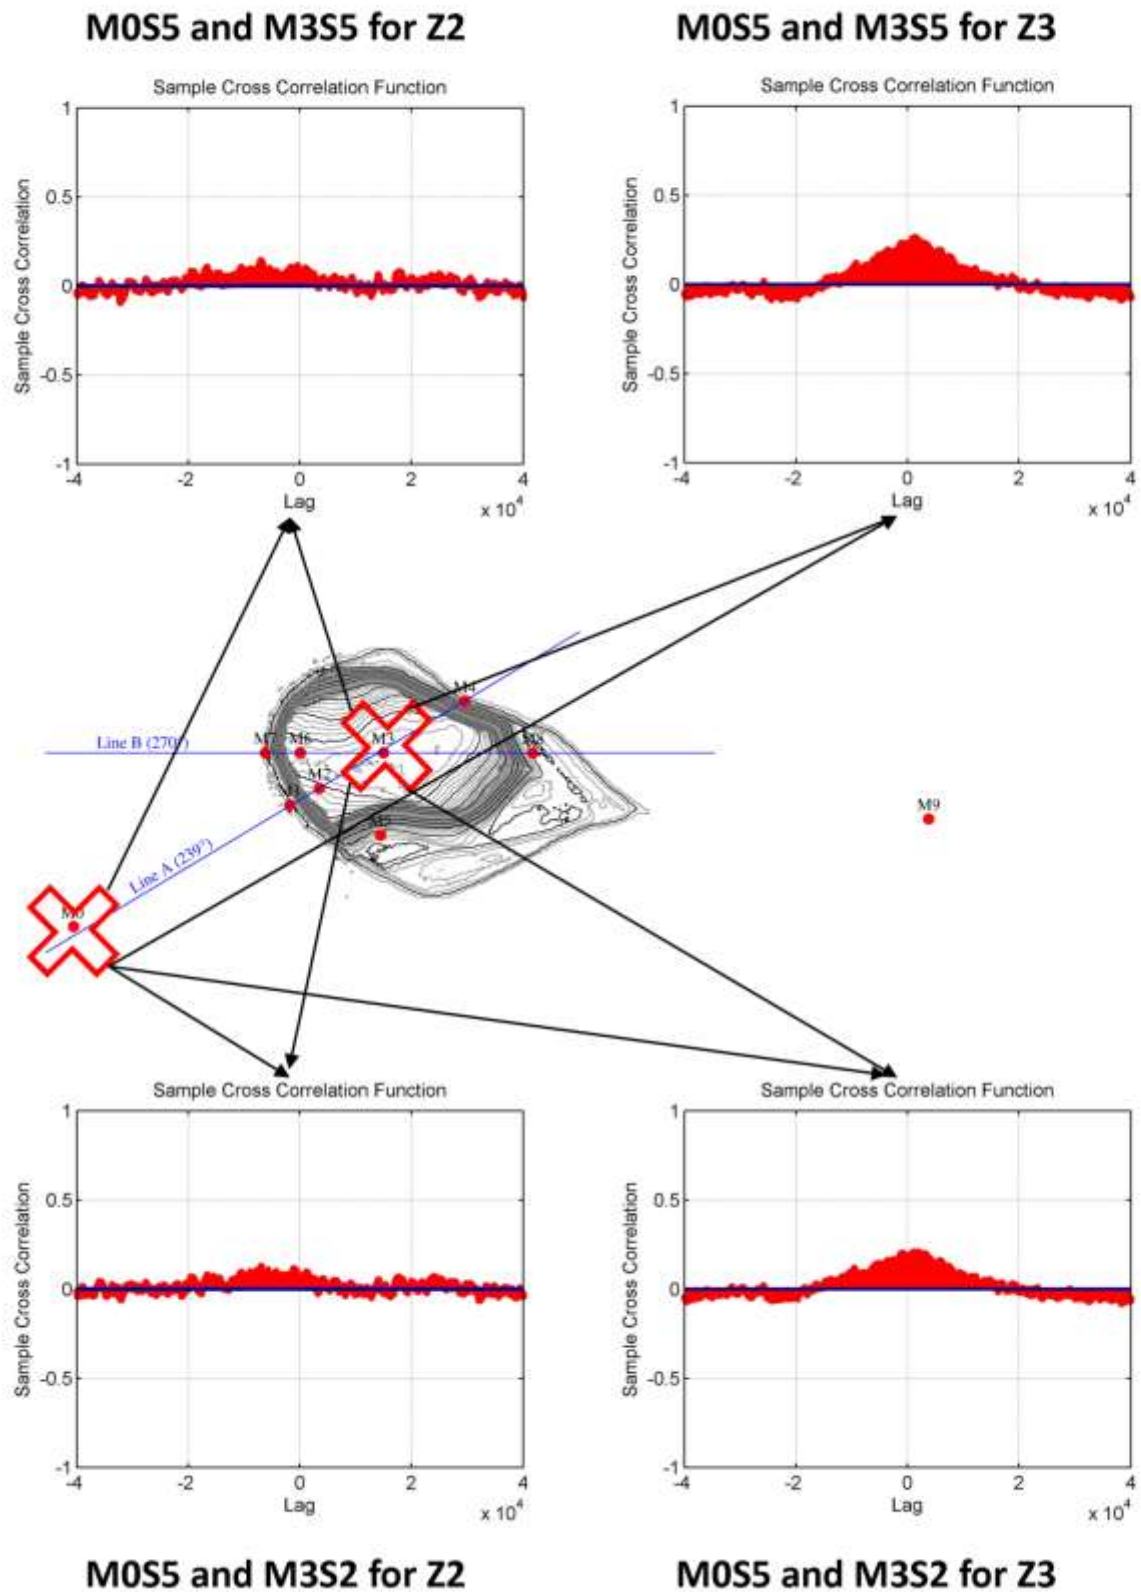 M0S5 and M3S5 for Z2
M0S5 and M3S5 for Z3
Sample Cross Correlation Function
Sample Cross Correlation
1
0.5
0
-0.5
-1
-4 -2 0 2 4
Lag
x 10^4
Sample Cross Correlation Function
Sample Cross Correlation
1
0.5
0
-0.5
-1
-4 -2 0 2 4
Lag
x 10^4
M4
Line B (270°)
M7 M6 M3 M8
M2
M1
M5
M9
Line A (239°)
M0
Sample Cross Correlation Function
Sample Cross Correlation
1
0.5
0
-0.5
-1
-4 -2 0 2 4
Lag
x 10^4
Sample Cross Correlation Function
Sample Cross Correlation
1
0.5
0
-0.5
-1
-4 -2 0 2 4
Lag
x 10^4
M0S5 and M3S2 for Z2
M0S5 and M3S2 for Z3